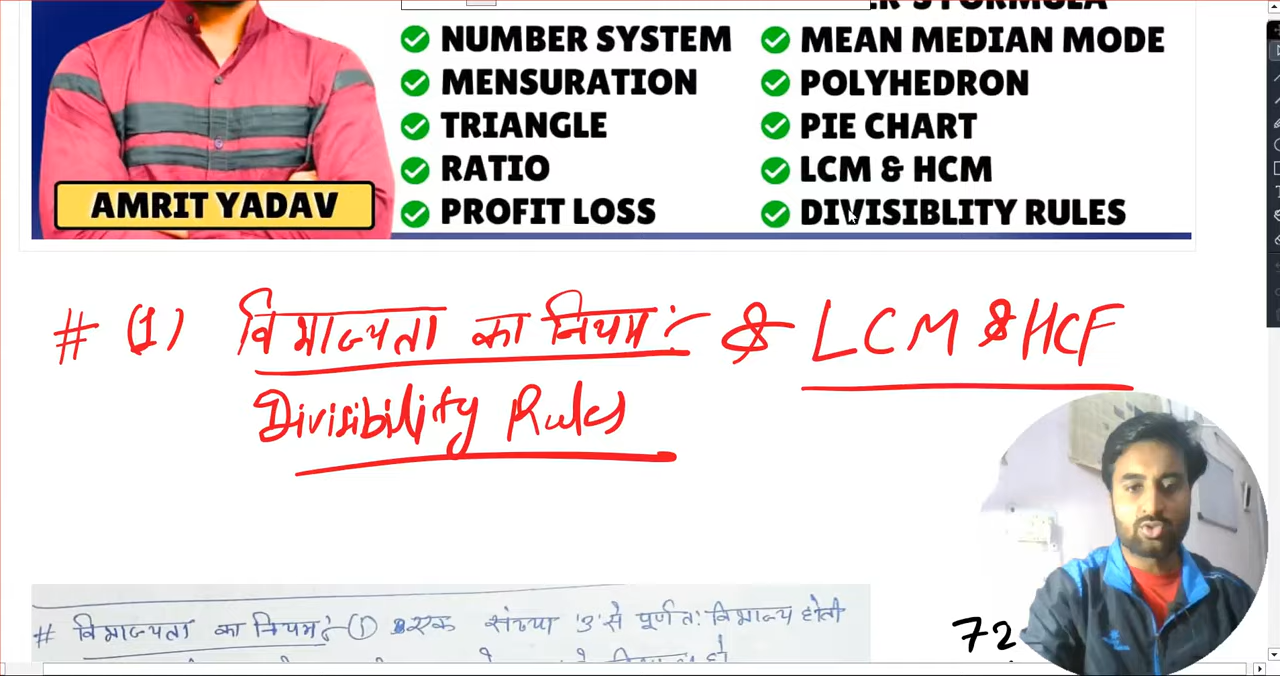 NUMBER SYSTEM
MENSURATION
TRIANGLE
RATIO
PROFIT LOSS
FORMULA
MEAN MEDIAN MODE
POLYHEDRON
PIE CHART
LCM & HCM
DIVISIBLITY RULES
AMRIT YADAV
# (1) विभाज्यता का नियम :- & LCM & HCF
Divisibility Rules
# विभाज्यता का नियम :- (1) एक संख्या '3' से पूर्णत: विभाज्य होती
72